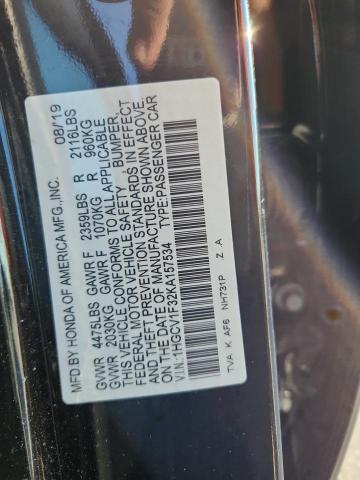 MFD.BY HONDA OF AMERICA MFG.,INC. 08/19
GVWR 4475LBS GAWR F 2359LBS R 2116LBS
GVWR 2030KG GAWR F 1070KG R 960KG
THIS VEHICLE CONFORMS TO ALL APPLICABLE
FEDERAL MOTOR VEHICLE SAFETY, BUMPER,
AND THEFT PREVENTION STANDARDS IN EFFECT
ON THE DATE OF MANUFACTURE SHOWN ABOVE.
V.I.N.:1HGCV1F32KA157534 TYPE:PASSENGER CAR
TVA K AF6 NH731P Z .A